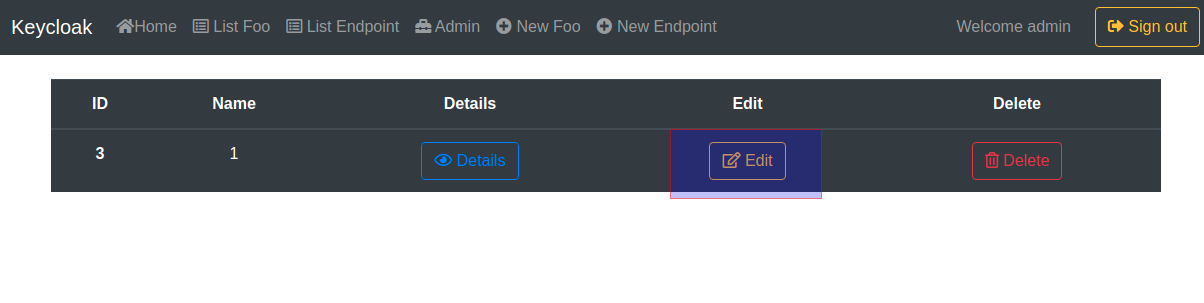 Keycloak Home List Foo List Endpoint Admin New Foo New Endpoint Welcome admin Sign out
ID Name Details Edit Delete
3 1 Details Edit Delete